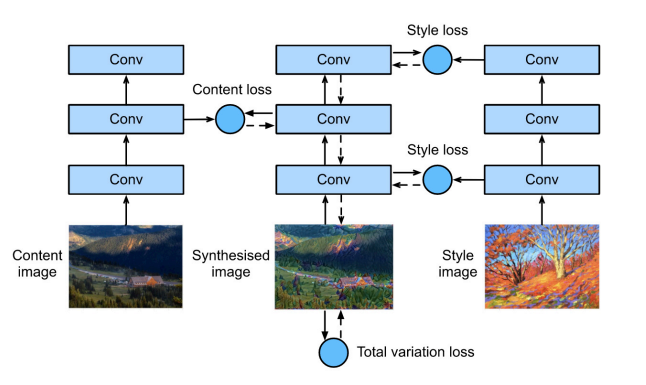 Style loss
Conv
Conv
Conv
Content loss
Conv
Conv
Conv
Style loss
Conv
Conv
Conv
Content
image
Synthesised
image
Style
image
Total variation loss